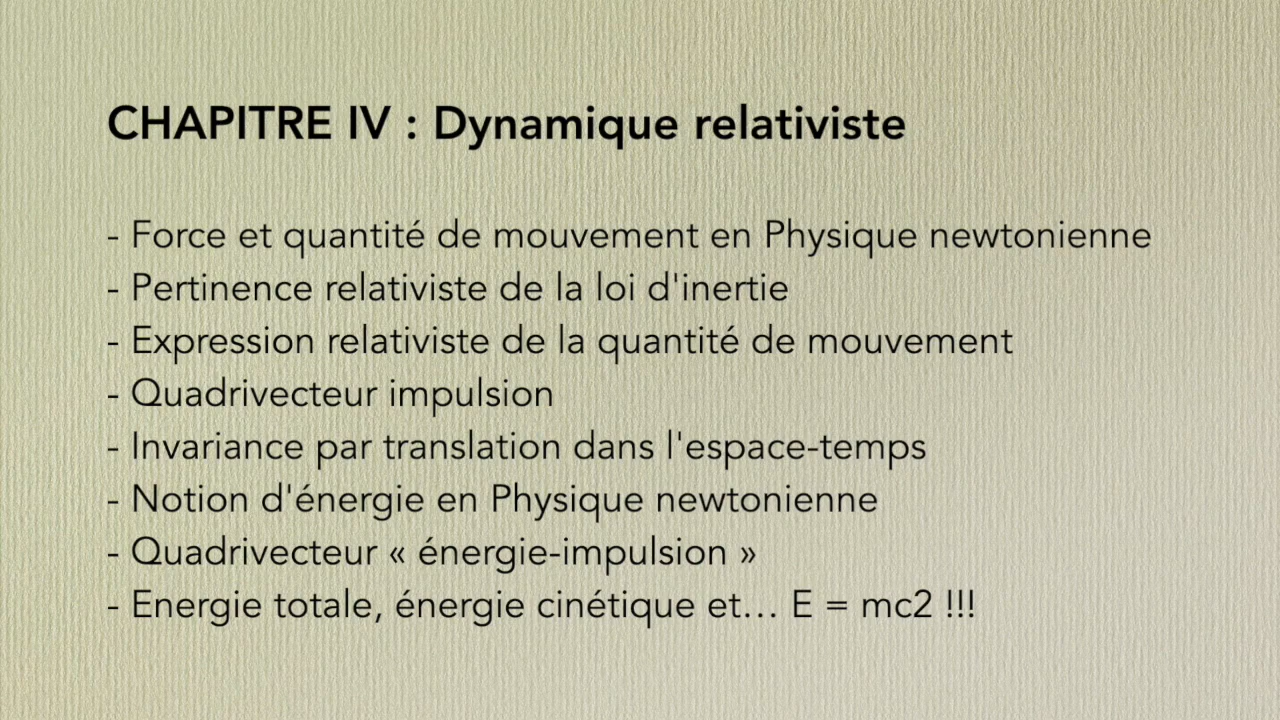 CHAPITRE IV : Dynamique relativiste
- Force et quantité de mouvement en Physique newtonienne
- Pertinence relativiste de la loi d'inertie
- Expression relativiste de la quantité de mouvement
- Quadrivecteur impulsion
- Invariance par translation dans l'espace-temps
- Notion d'énergie en Physique newtonienne
- Quadrivecteur « énergie-impulsion »
- Energie totale, énergie cinétique et… E = mc2 !!!